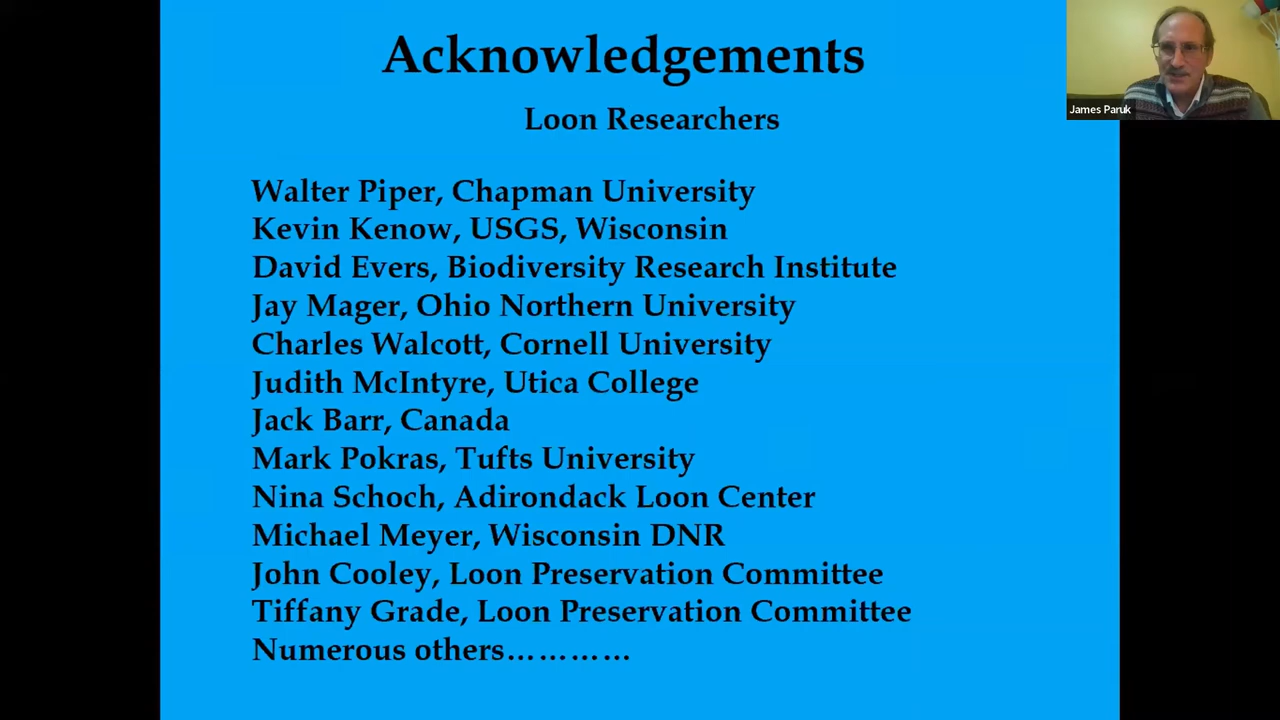 Acknowledgements
James Paruk
Loon Researchers
Walter Piper, Chapman University
Kevin Kenow, USGS, Wisconsin
David Evers, Biodiversity Research Institute
Jay Mager, Ohio Northern University
Charles Walcott, Cornell University
Judith McIntyre, Utica College
Jack Barr, Canada
Mark Pokras, Tufts University
Nina Schoch, Adirondack Loon Center
Michael Meyer, Wisconsin DNR
John Cooley, Loon Preservation Committee
Tiffany Grade, Loon Preservation Committee
Numerous others…………